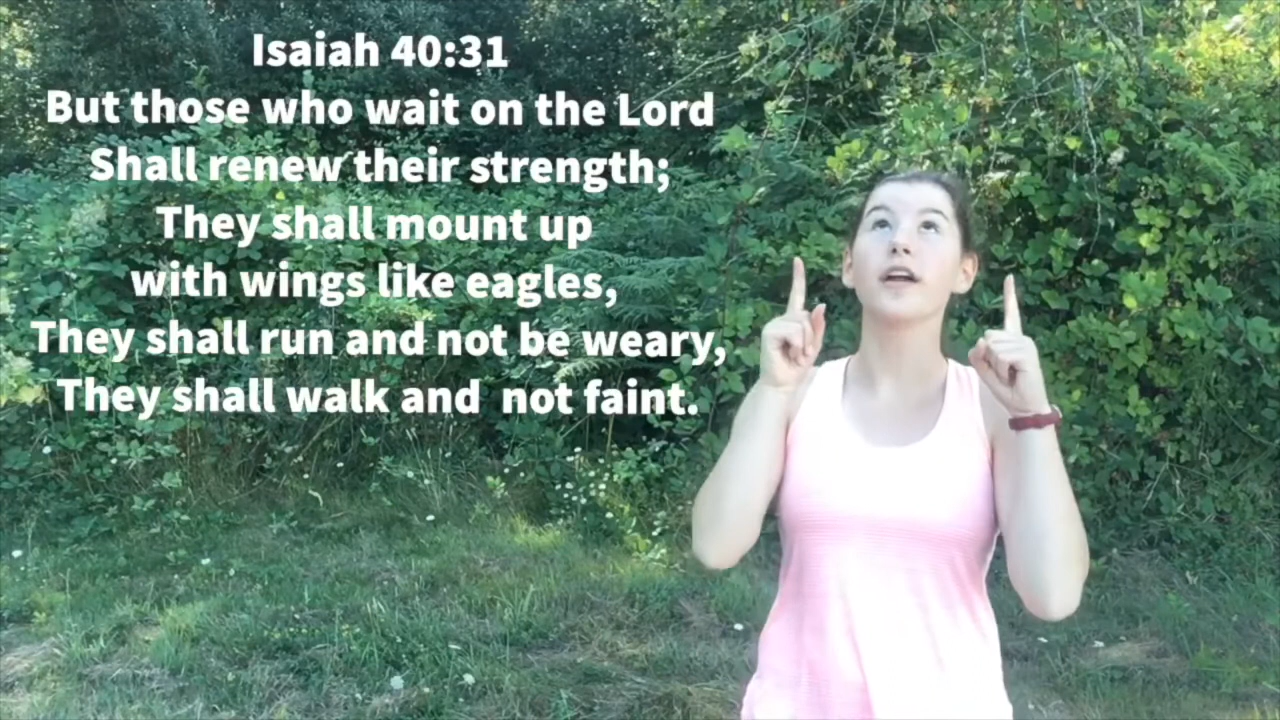 Isaiah 40:31
But those who wait on the Lord
Shall renew their strength;
They shall mount up
with wings like eagles,
They shall run and not be weary,
They shall walk and  not faint.